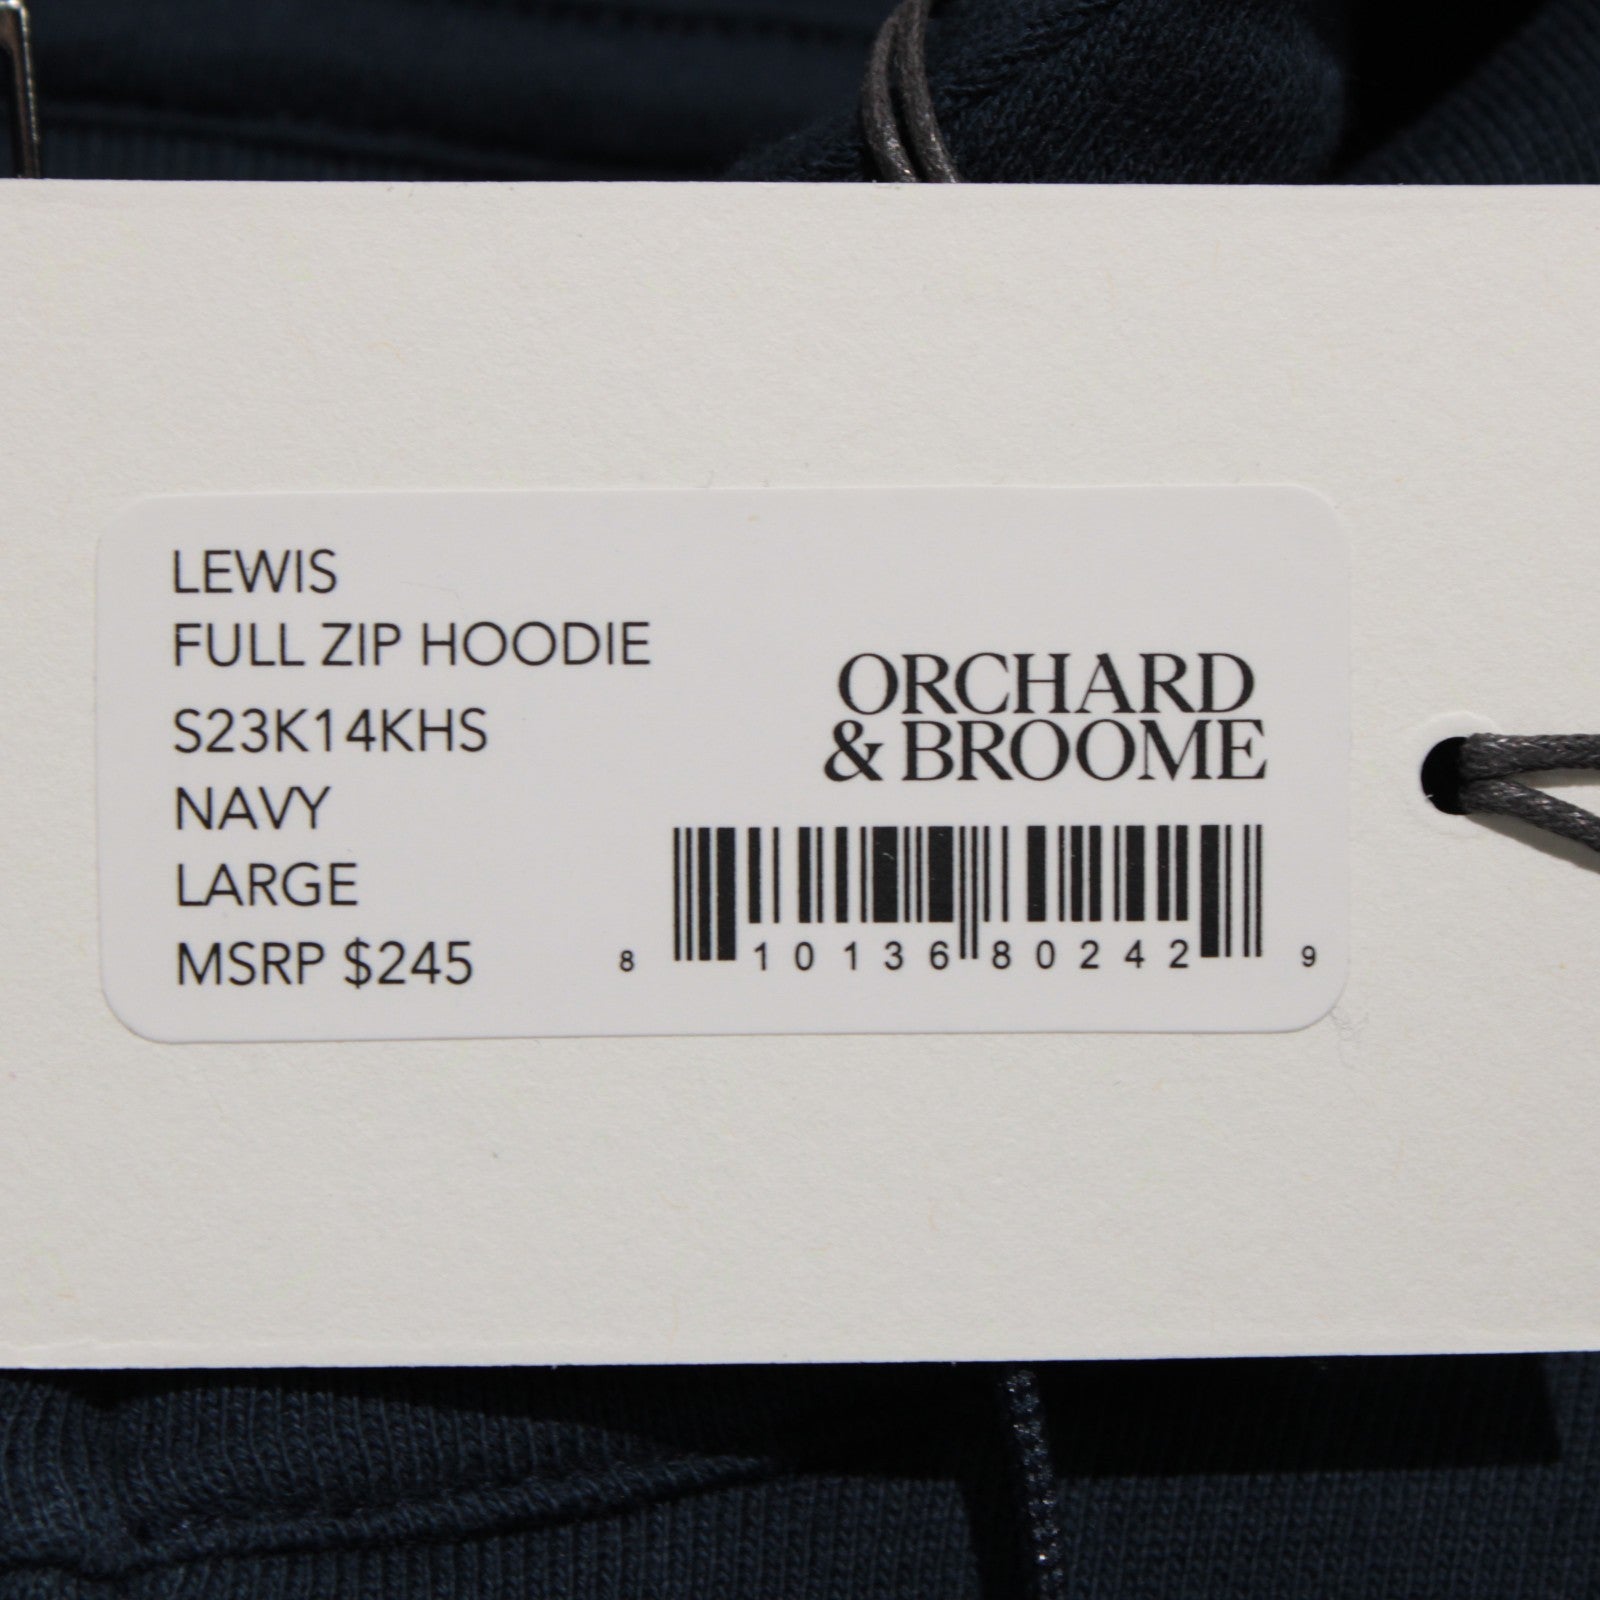 LEWIS
FULL ZIP HOODIE
S23K14KHS
NAVY
LARGE
MSRP $245
ORCHARD
& BROOME
8 10136 80242 9